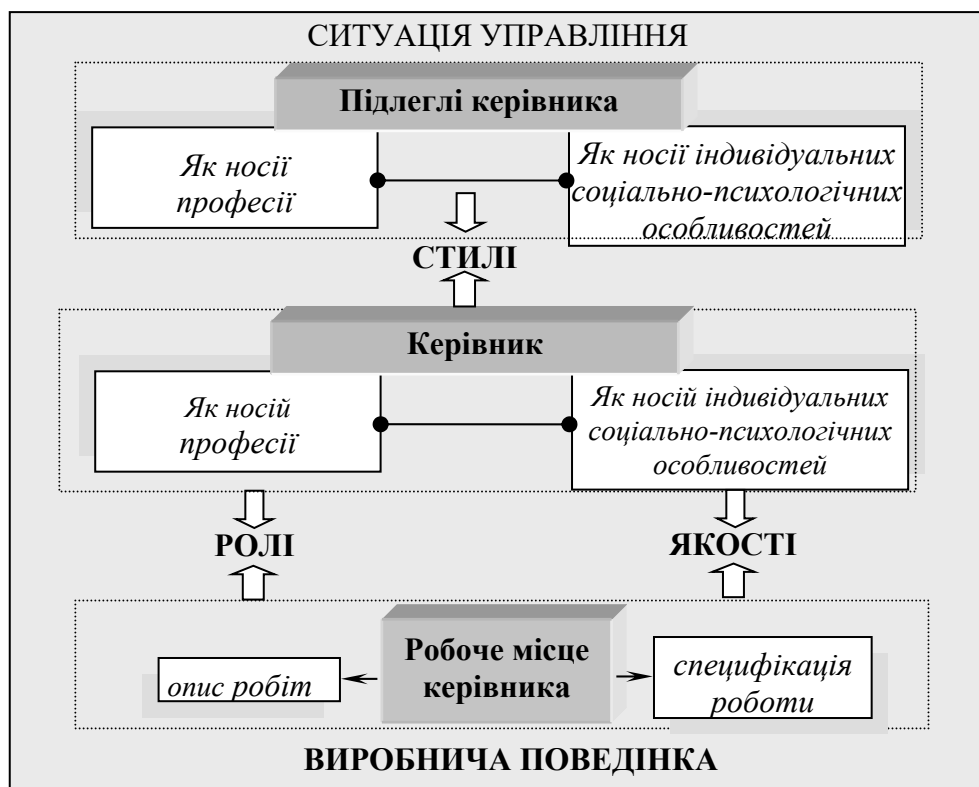 СИТУАЦІЯ УПРАВЛІННЯ
Підлеглі керівника
Як носії
професії
Як носії індивідуальних
соціально-психологічних
особливостей
СТИЛІ
Керівник
Як носій
професії
Як носій індивідуальних
соціально-психологічних
особливостей
РОЛІ
ЯКОСТІ
Робоче місце
керівника
опис робіт
специфікація
роботи
ВИРОБНИЧА ПОВЕДІНКА